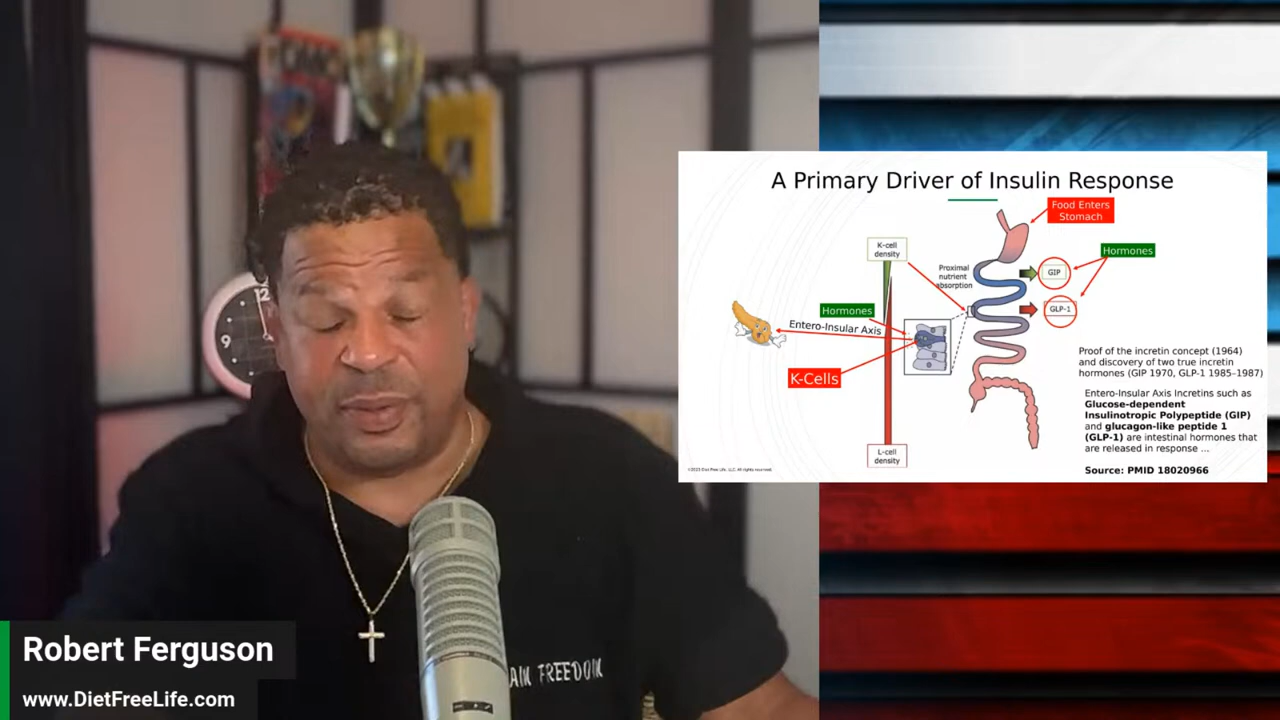 12
9
AIN FREEDOM
Robert Ferguson
www.DietFreeLife.com
A Primary Driver of Insulin Response
Food Enters
Stomach
K-cell
density
Proximal
nutrient
absorption
Hormones
GIP
GLP-1
Hormones
Entero-Insular Axis
K-Cells
L-cell
density
Proof of the incretin concept (1964)
and discovery of two true incretin
hormones (GIP 1970, GLP-1 1985-1987)
Entero-Insular Axis Incretins such as
Glucose-dependent
Insulinotropic Polypeptide (GIP)
and glucagon-like peptide 1
(GLP-1) are intestinal hormones that
are released in response ...
Source: PMID 18020966